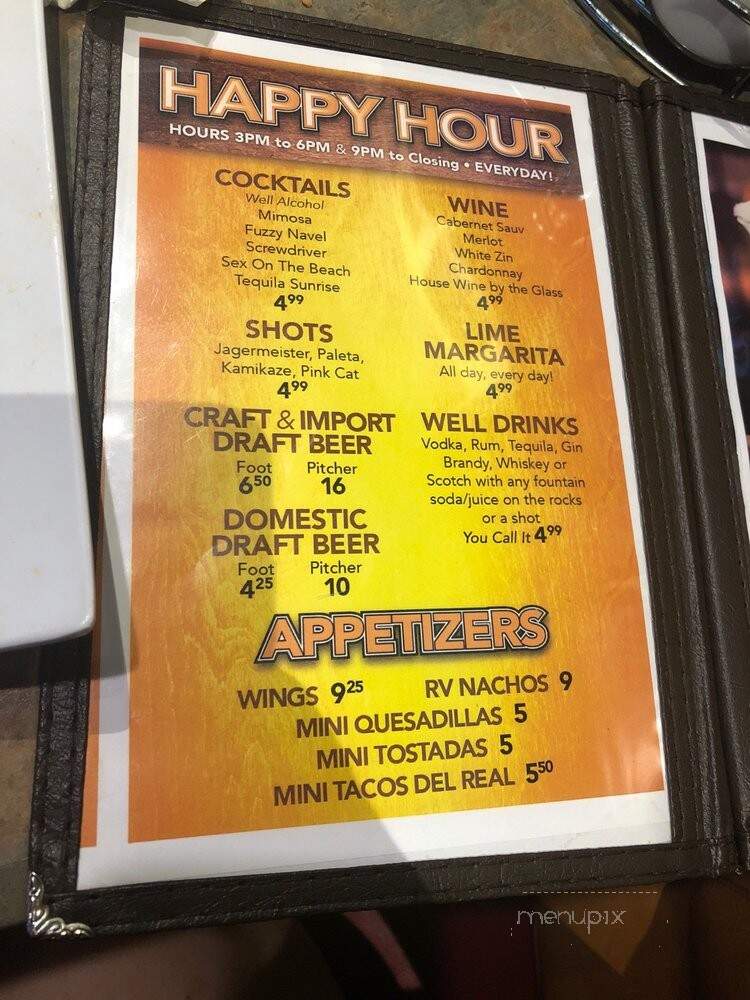 HAPPY HOUR
HOURS 3PM to 6PM & 9PM to Closing • EVERYDAY!
COCKTAILS
Well Alcohol
Mimosa
Fuzzy Navel
Screwdriver
Sex On The Beach
Tequila Sunrise
4.99
WINE
Cabernet Sauv
Merlot
White Zin
Chardonnay
House Wine by the Glass
4.99
SHOTS
Jagermeister, Paleta,
Kamikaze, Pink Cat
4.99
LIME
MARGARITA
All day, every day!
4.99
CRAFT & IMPORT
DRAFT BEER
Foot Pitcher
6.50 16
WELL DRINKS
Vodka, Rum, Tequila, Gin
Brandy, Whiskey or
Scotch with any fountain
soda/juice on the rocks
or a shot
You Call It 4.99
DOMESTIC
DRAFT BEER
Foot Pitcher
4.25 10
APPETIZERS
WINGS 9.25 RV NACHOS 9
MINI QUESADILLAS 5
MINI TOSTADAS 5
MINI TACOS DEL REAL 5.50
menupix